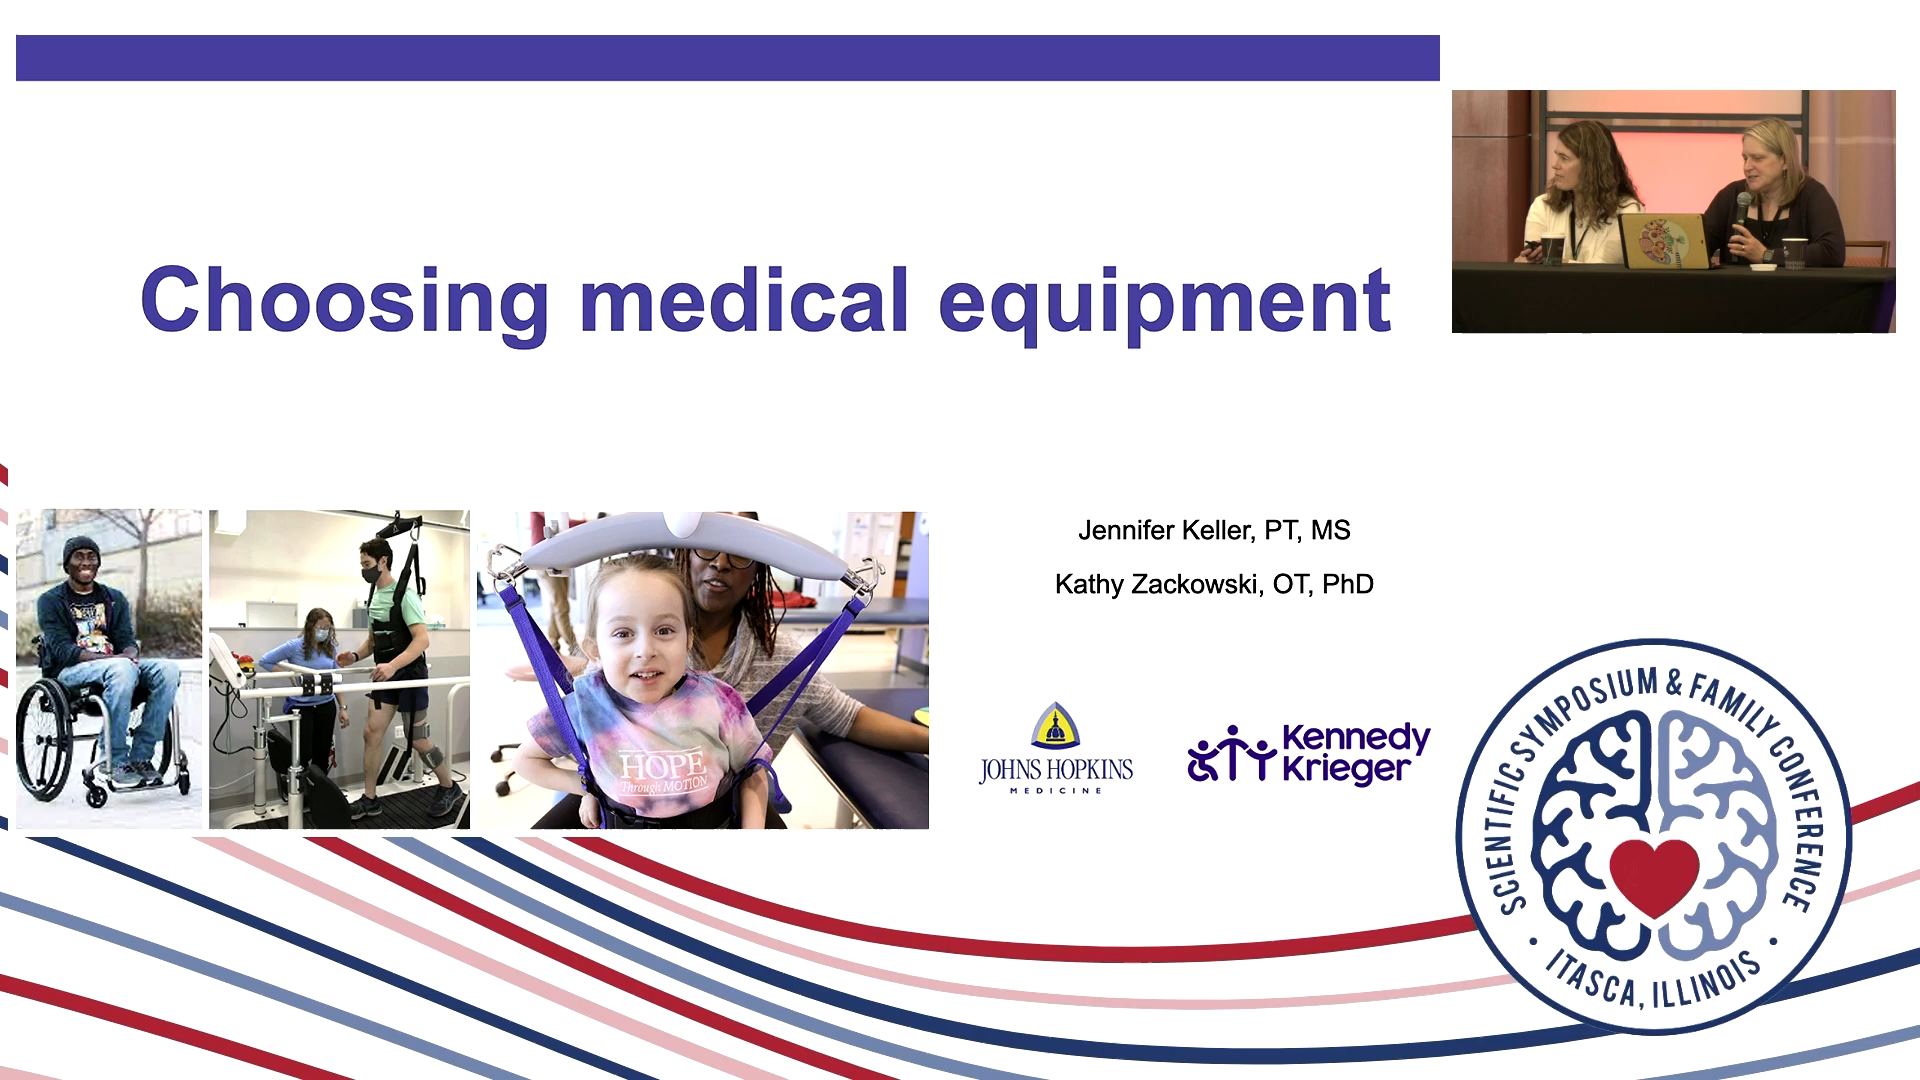 Choosing medical equipment
Jennifer Keller, PT, MS
Kathy Zackowski, OT, PhD
HOPE
Through MOTION
JOHNS HOPKINS
MEDICINE
Kennedy
Krieger
SCIENTIFIC SYMPOSIUM & FAMILY CONFERENCE
• ITASCA, ILLINOIS •